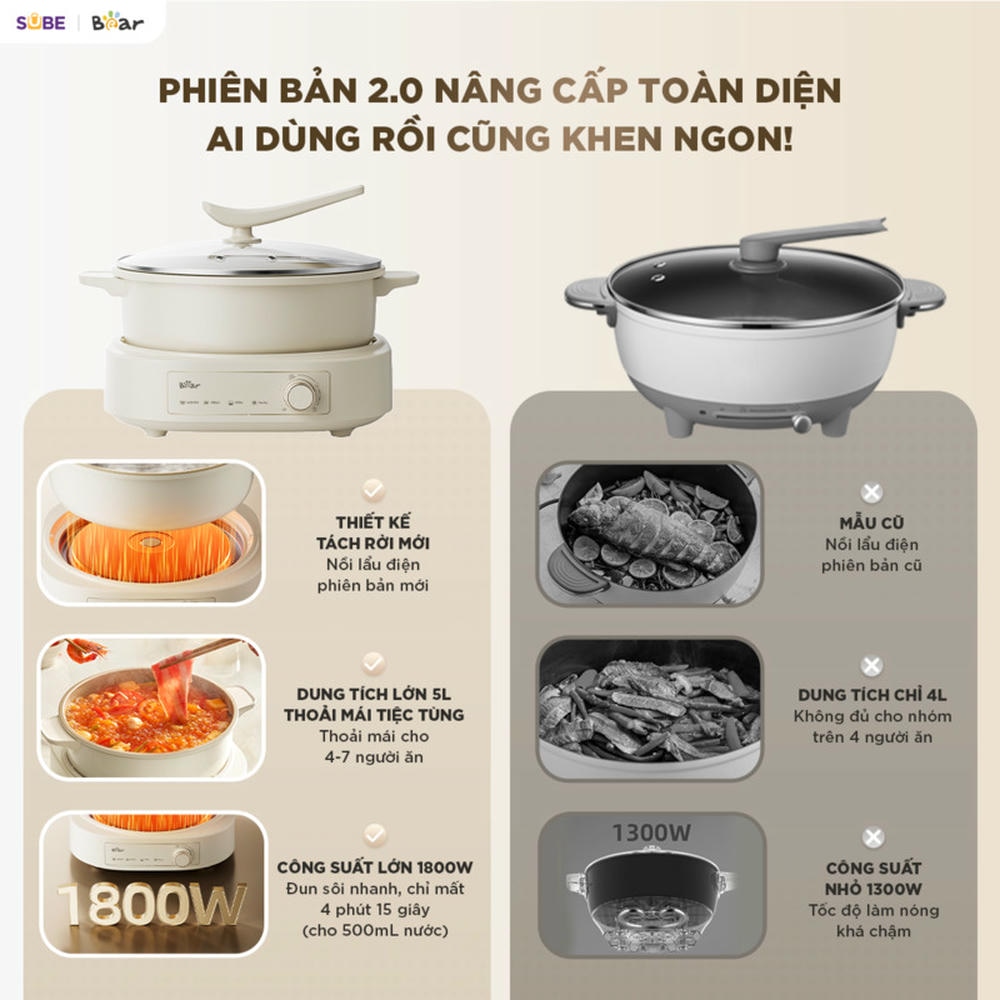 SUBE | Bear
PHIÊN BẢN 2.0 NÂNG CẤP TOÀN DIỆN
AI DÙNG RỒI CŨNG KHEN NGON!
Bear
THIẾT KẾ
TÁCH RỜI MỚI
Nồi lẩu điện
phiên bản mới
MẪU CŨ
Nồi lẩu điện
phiên bản cũ
DUNG TÍCH LỚN 5L
THOẢI MÁI TIỆC TÙNG
Thoải mái cho
4-7 người ăn
DUNG TÍCH CHỈ 4L
Không đủ cho nhóm
trên 4 người ăn
Bear
1800W
CÔNG SUẤT LỚN 1800W
Đun sôi nhanh, chỉ mất
4 phút 15 giây
(cho 500mL nước)
1300W
CÔNG SUẤT
NHỎ 1300W
Tốc độ làm nóng
khá chậm